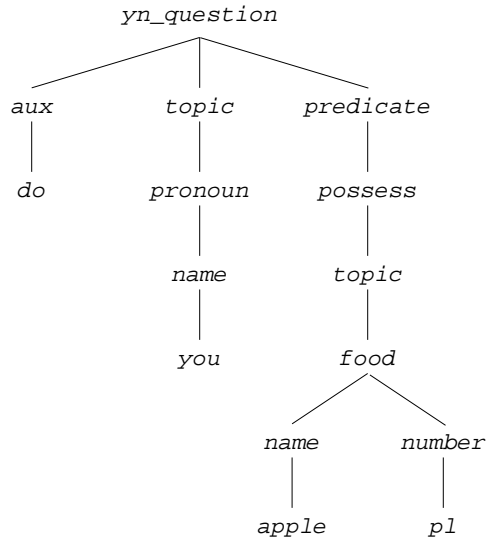 yn_question
aux topic predicate
do pronoun possess
name topic
you food
name number
apple pl